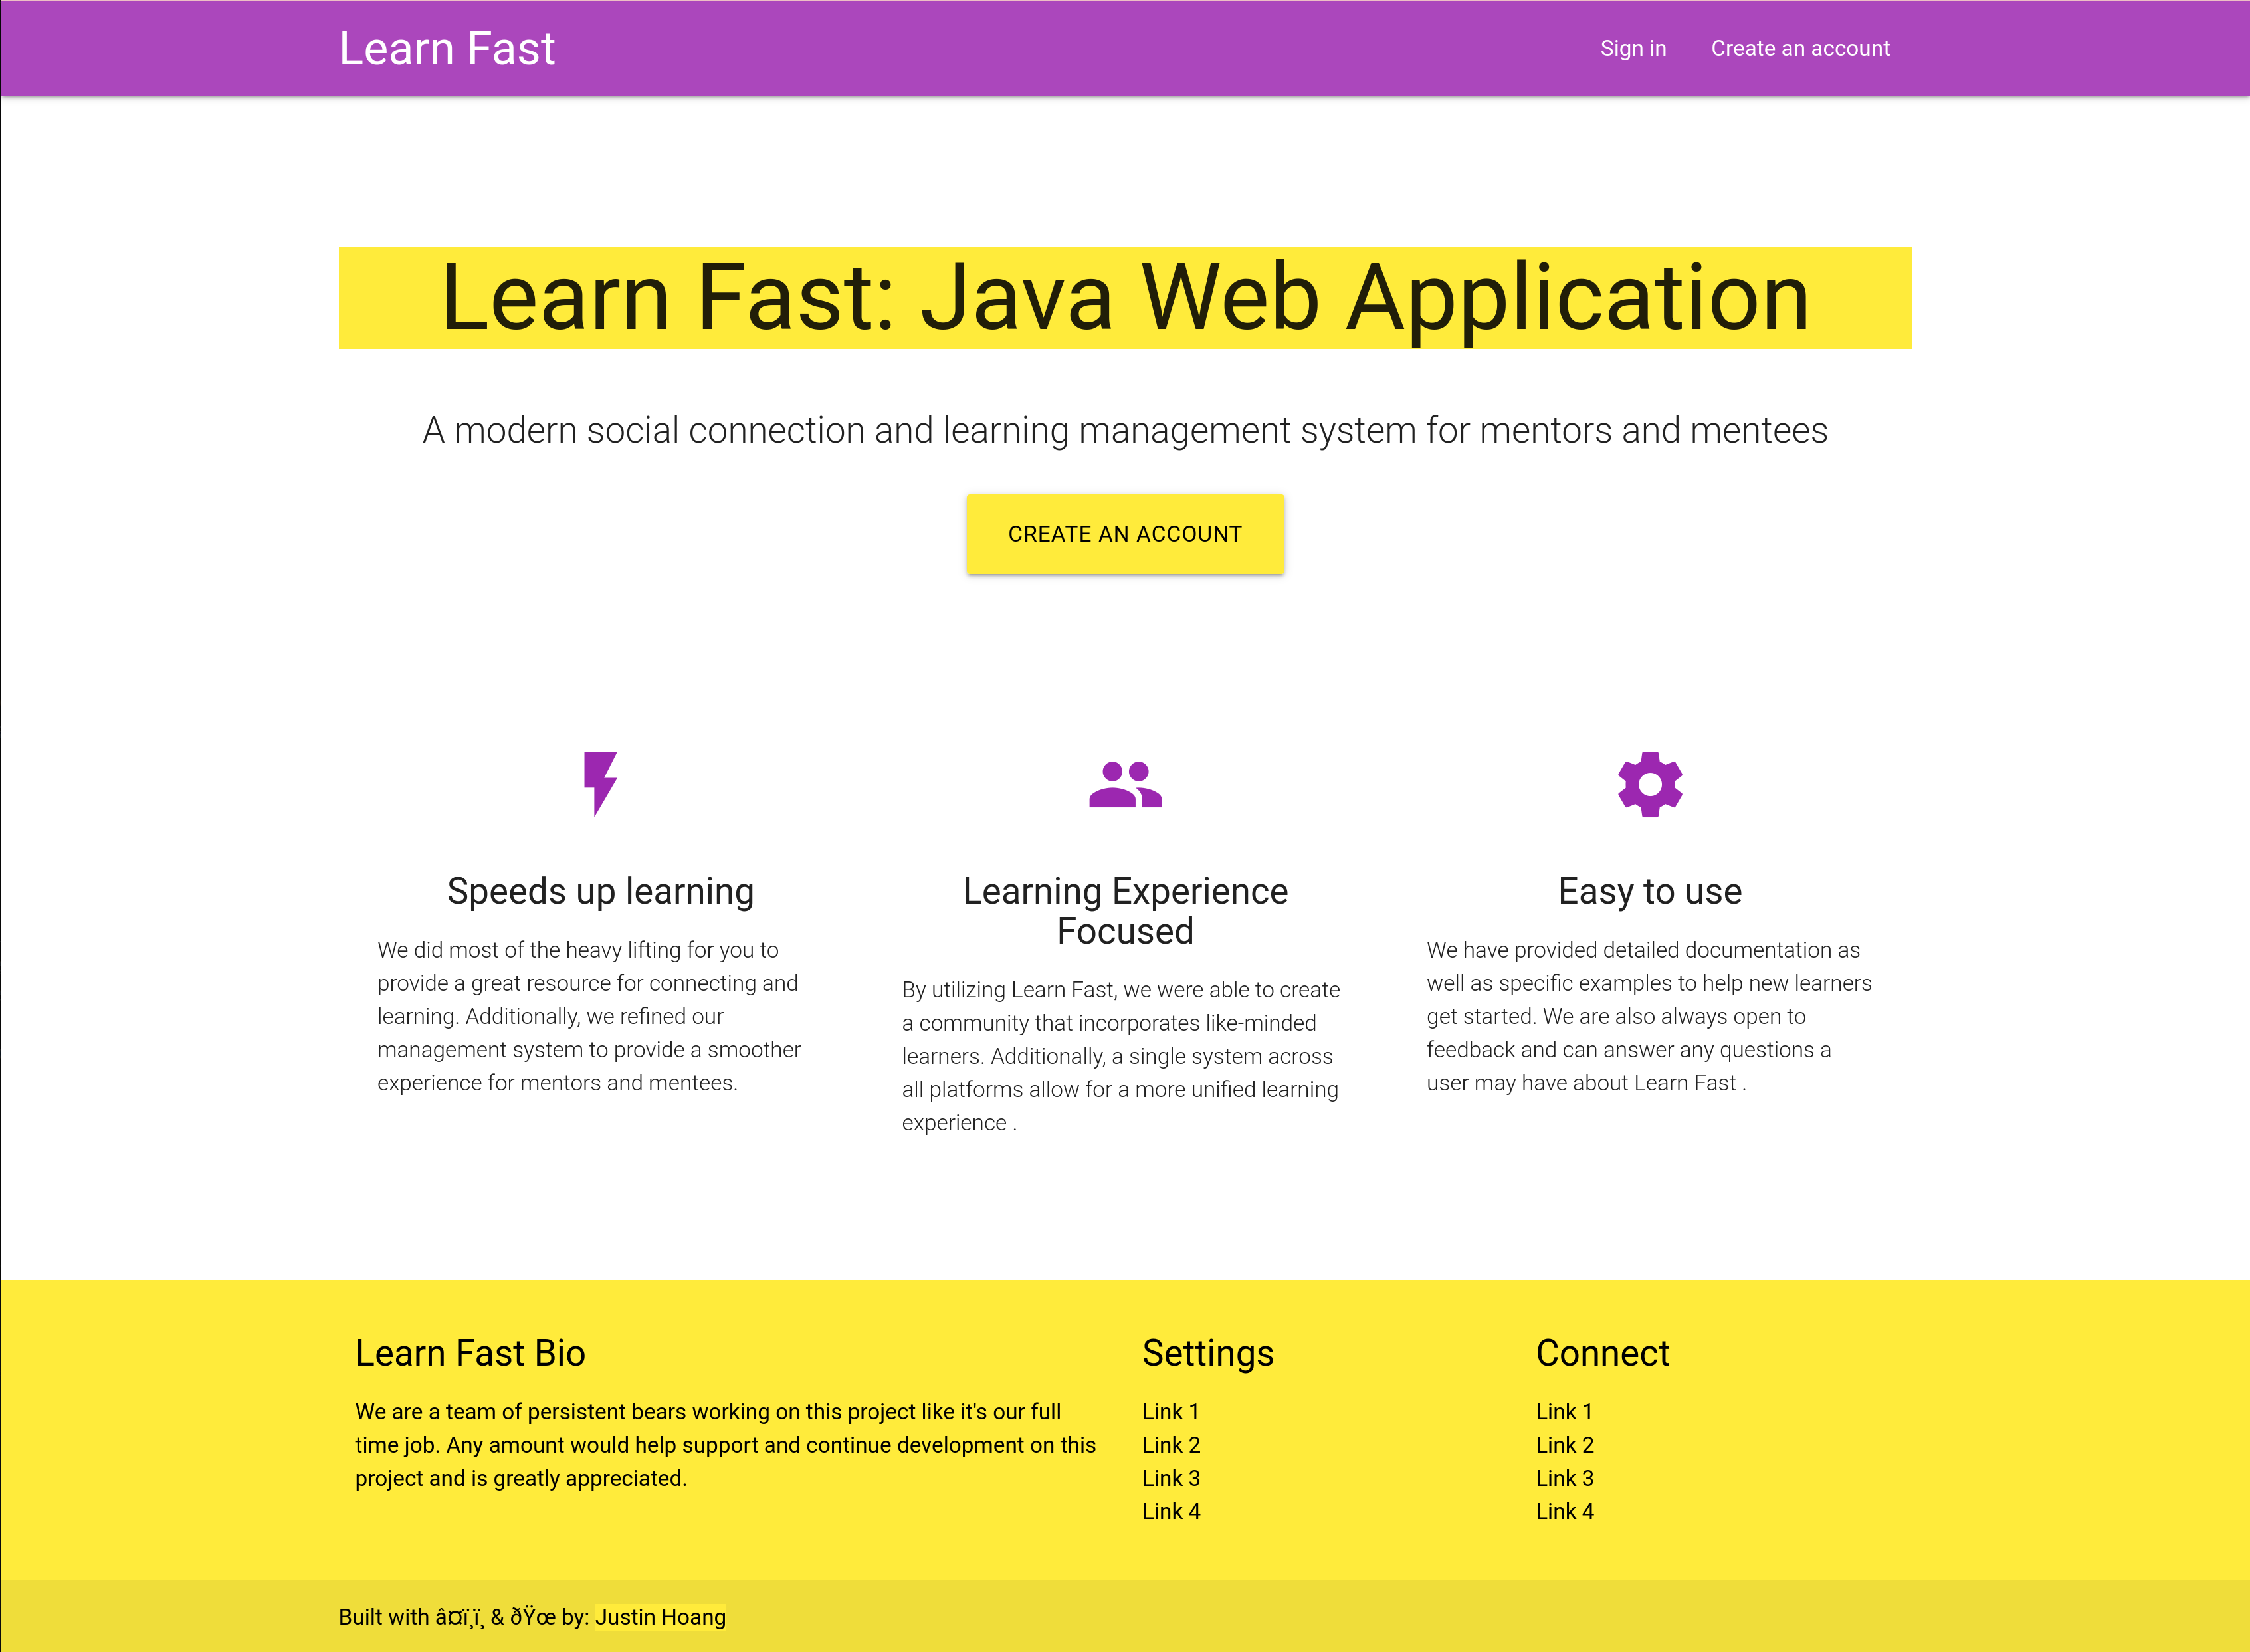 Learn Fast
Sign in
Create an account
Learn Fast: Java Web Application
A modern social connection and learning management system for mentors and mentees
CREATE AN ACCOUNT
Speeds up learning
We did most of the heavy lifting for you to
provide a great resource for connecting and
learning. Additionally, we refined our
management system to provide a smoother
experience for mentors and mentees.
Learning Experience
Focused
By utilizing Learn Fast, we were able to create
a community that incorporates like-minded
learners. Additionally, a single system across
all platforms allow for a more unified learning
experience .
Easy to use
We have provided detailed documentation as
well as specific examples to help new learners
get started. We are also always open to
feedback and can answer any questions a
user may have about Learn Fast .
Learn Fast Bio
We are a team of persistent bears working on this project like it's our full
time job. Any amount would help support and continue development on this
project and is greatly appreciated.
Settings
Link 1
Link 2
Link 3
Link 4
Connect
Link 1
Link 2
Link 3
Link 4
Built with â¤ï¸ï¸ & ðŸœ by: Justin Hoang